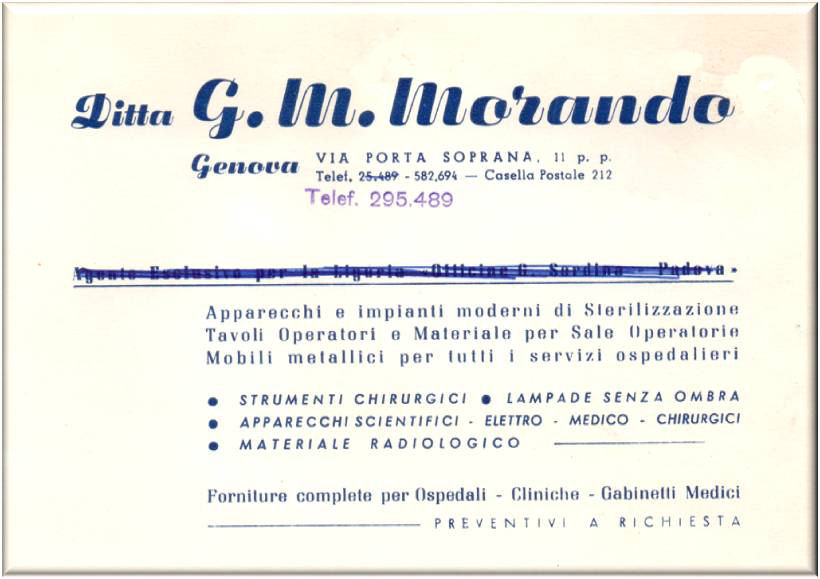 Ditta G. M. Morando
Genova VIA PORTA SOPRANA, 11 p. p.
Telef. 25.489 - 582.694 — Casella Postale 212
Telef. 295.489
Agente Esclusivo per la Liguria «Officine G. Sordina - Padova»
Apparecchi e impianti moderni di Sterilizzazione
Tavoli Operatori e Materiale per Sale Operatorie
Mobili metallici per tutti i servizi ospedalieri
● STRUMENTI CHIRURGICI ● LAMPADE SENZA OMBRA
● APPARECCHI SCIENTIFICI - ELETTRO - MEDICO - CHIRURGICI
● MATERIALE RADIOLOGICO
Forniture complete per Ospedali - Cliniche - Gabinetti Medici
PREVENTIVI A RICHIESTA